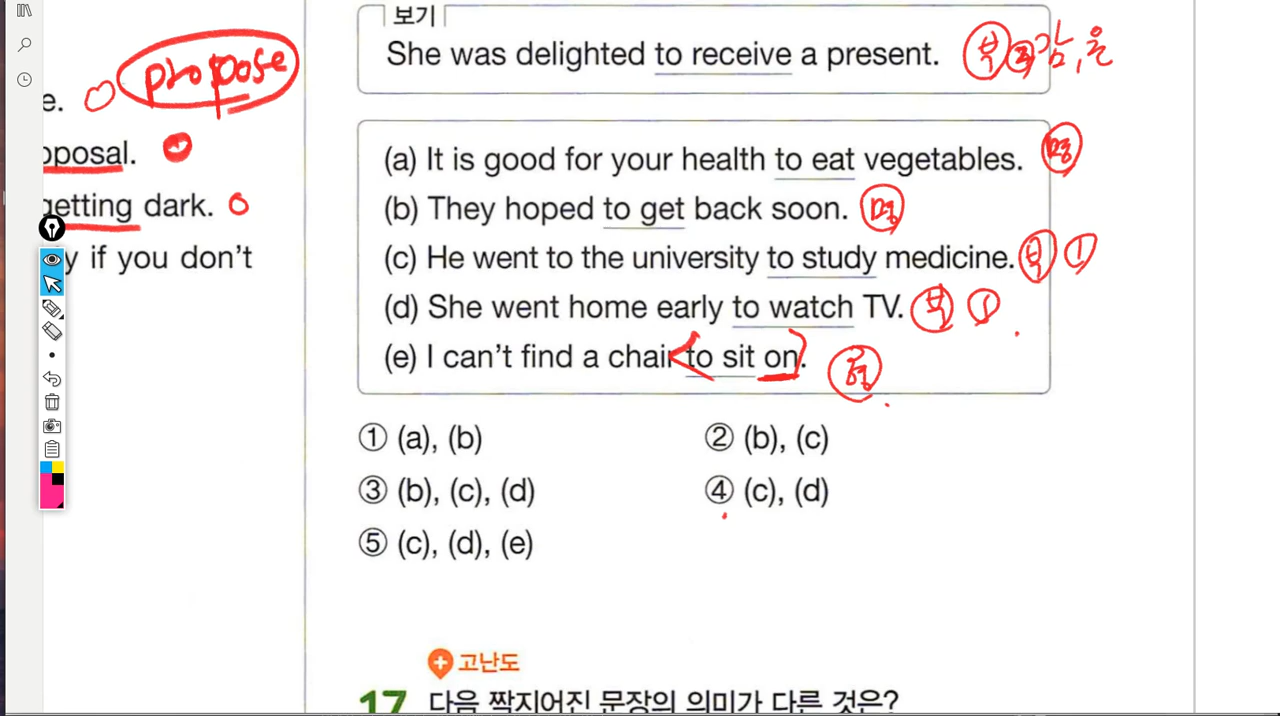 보기
She was delighted to receive a present. 부 감,원
propose
e.
oposal.
getting dark.
y if you don't
(a) It is good for your health to eat vegetables. 명
(b) They hoped to get back soon. 명
(c) He went to the university to study medicine. 부 ①
(d) She went home early to watch TV. 부 ①
(e) I can't find a chair to sit on. 형
① (a), (b)
② (b), (c)
③ (b), (c), (d)
④ (c), (d)
⑤ (c), (d), (e)
고난도
17 다음 짝지어진 문장의 의미가 다른 것은?